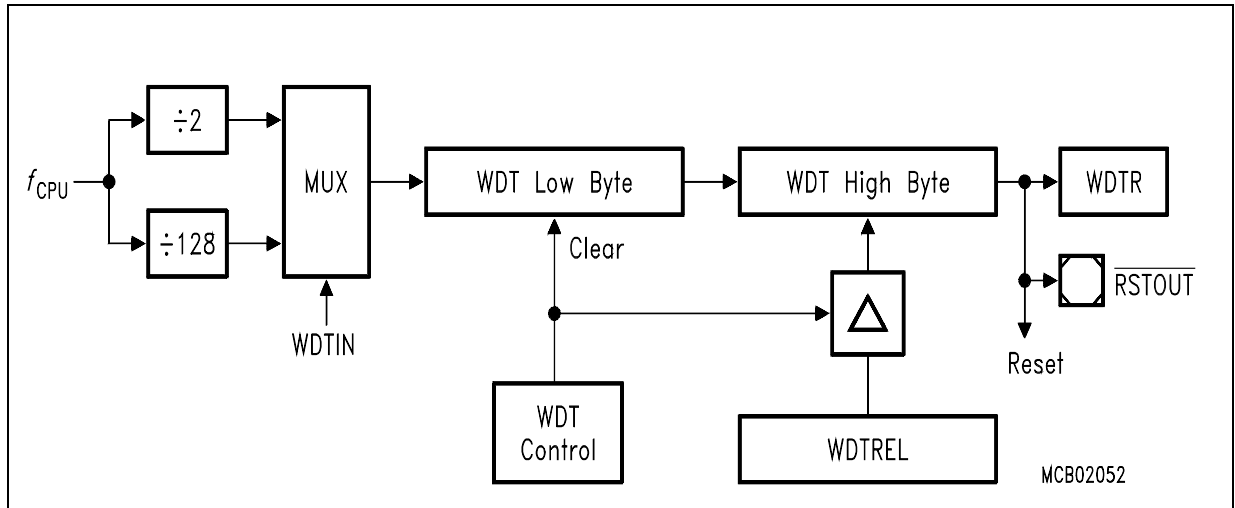 ÷2
fCPU
MUX
÷128
WDTIN
WDT Low Byte
WDT High Byte
WDTR
Clear
RSTOUT
Reset
WDT
Control
WDTREL
MCB02052